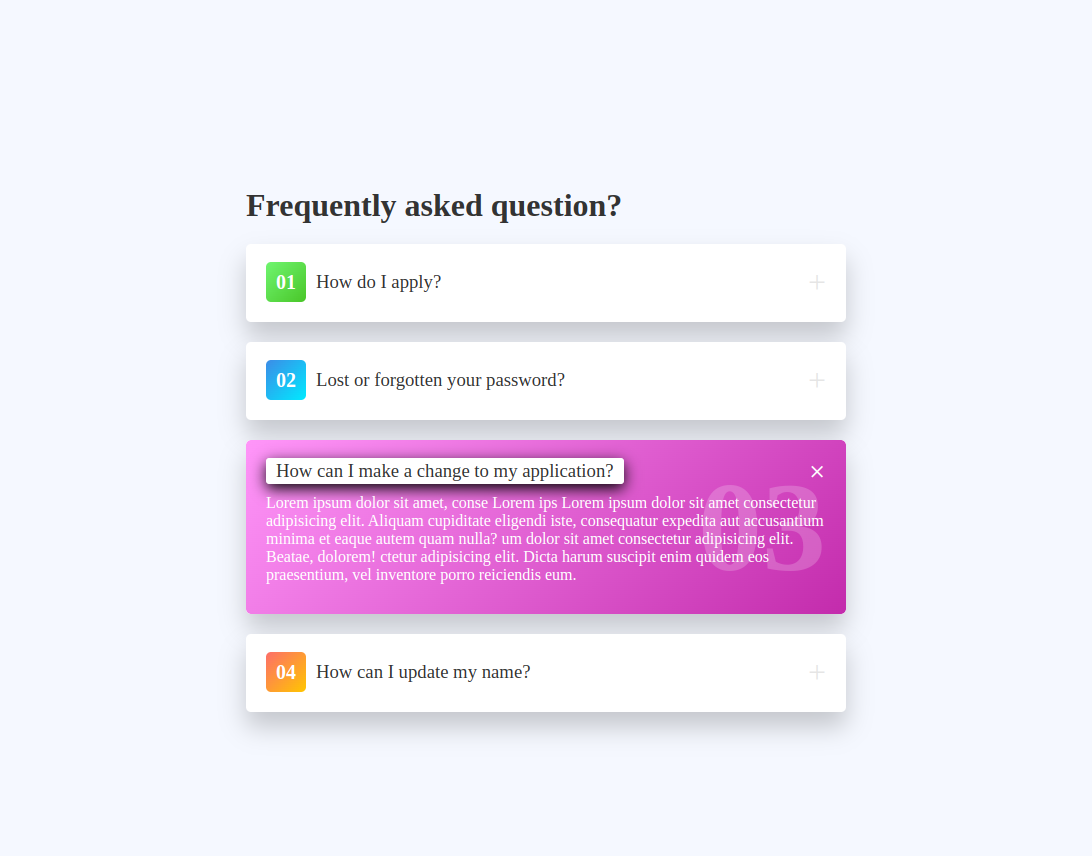 Frequently asked question?
01 How do I apply?
02 Lost or forgotten your password?
How can I make a change to my application?
03
Lorem ipsum dolor sit amet, conse Lorem ips Lorem ipsum dolor sit amet consectetur
adipisicing elit. Aliquam cupiditate eligendi iste, consequatur expedita aut accusantium
minima et eaque autem quam nulla? um dolor sit amet consectetur adipisicing elit.
Beatae, dolorem! ctetur adipisicing elit. Dicta harum suscipit enim quidem eos
praesentium, vel inventore porro reiciendis eum.
04 How can I update my name?